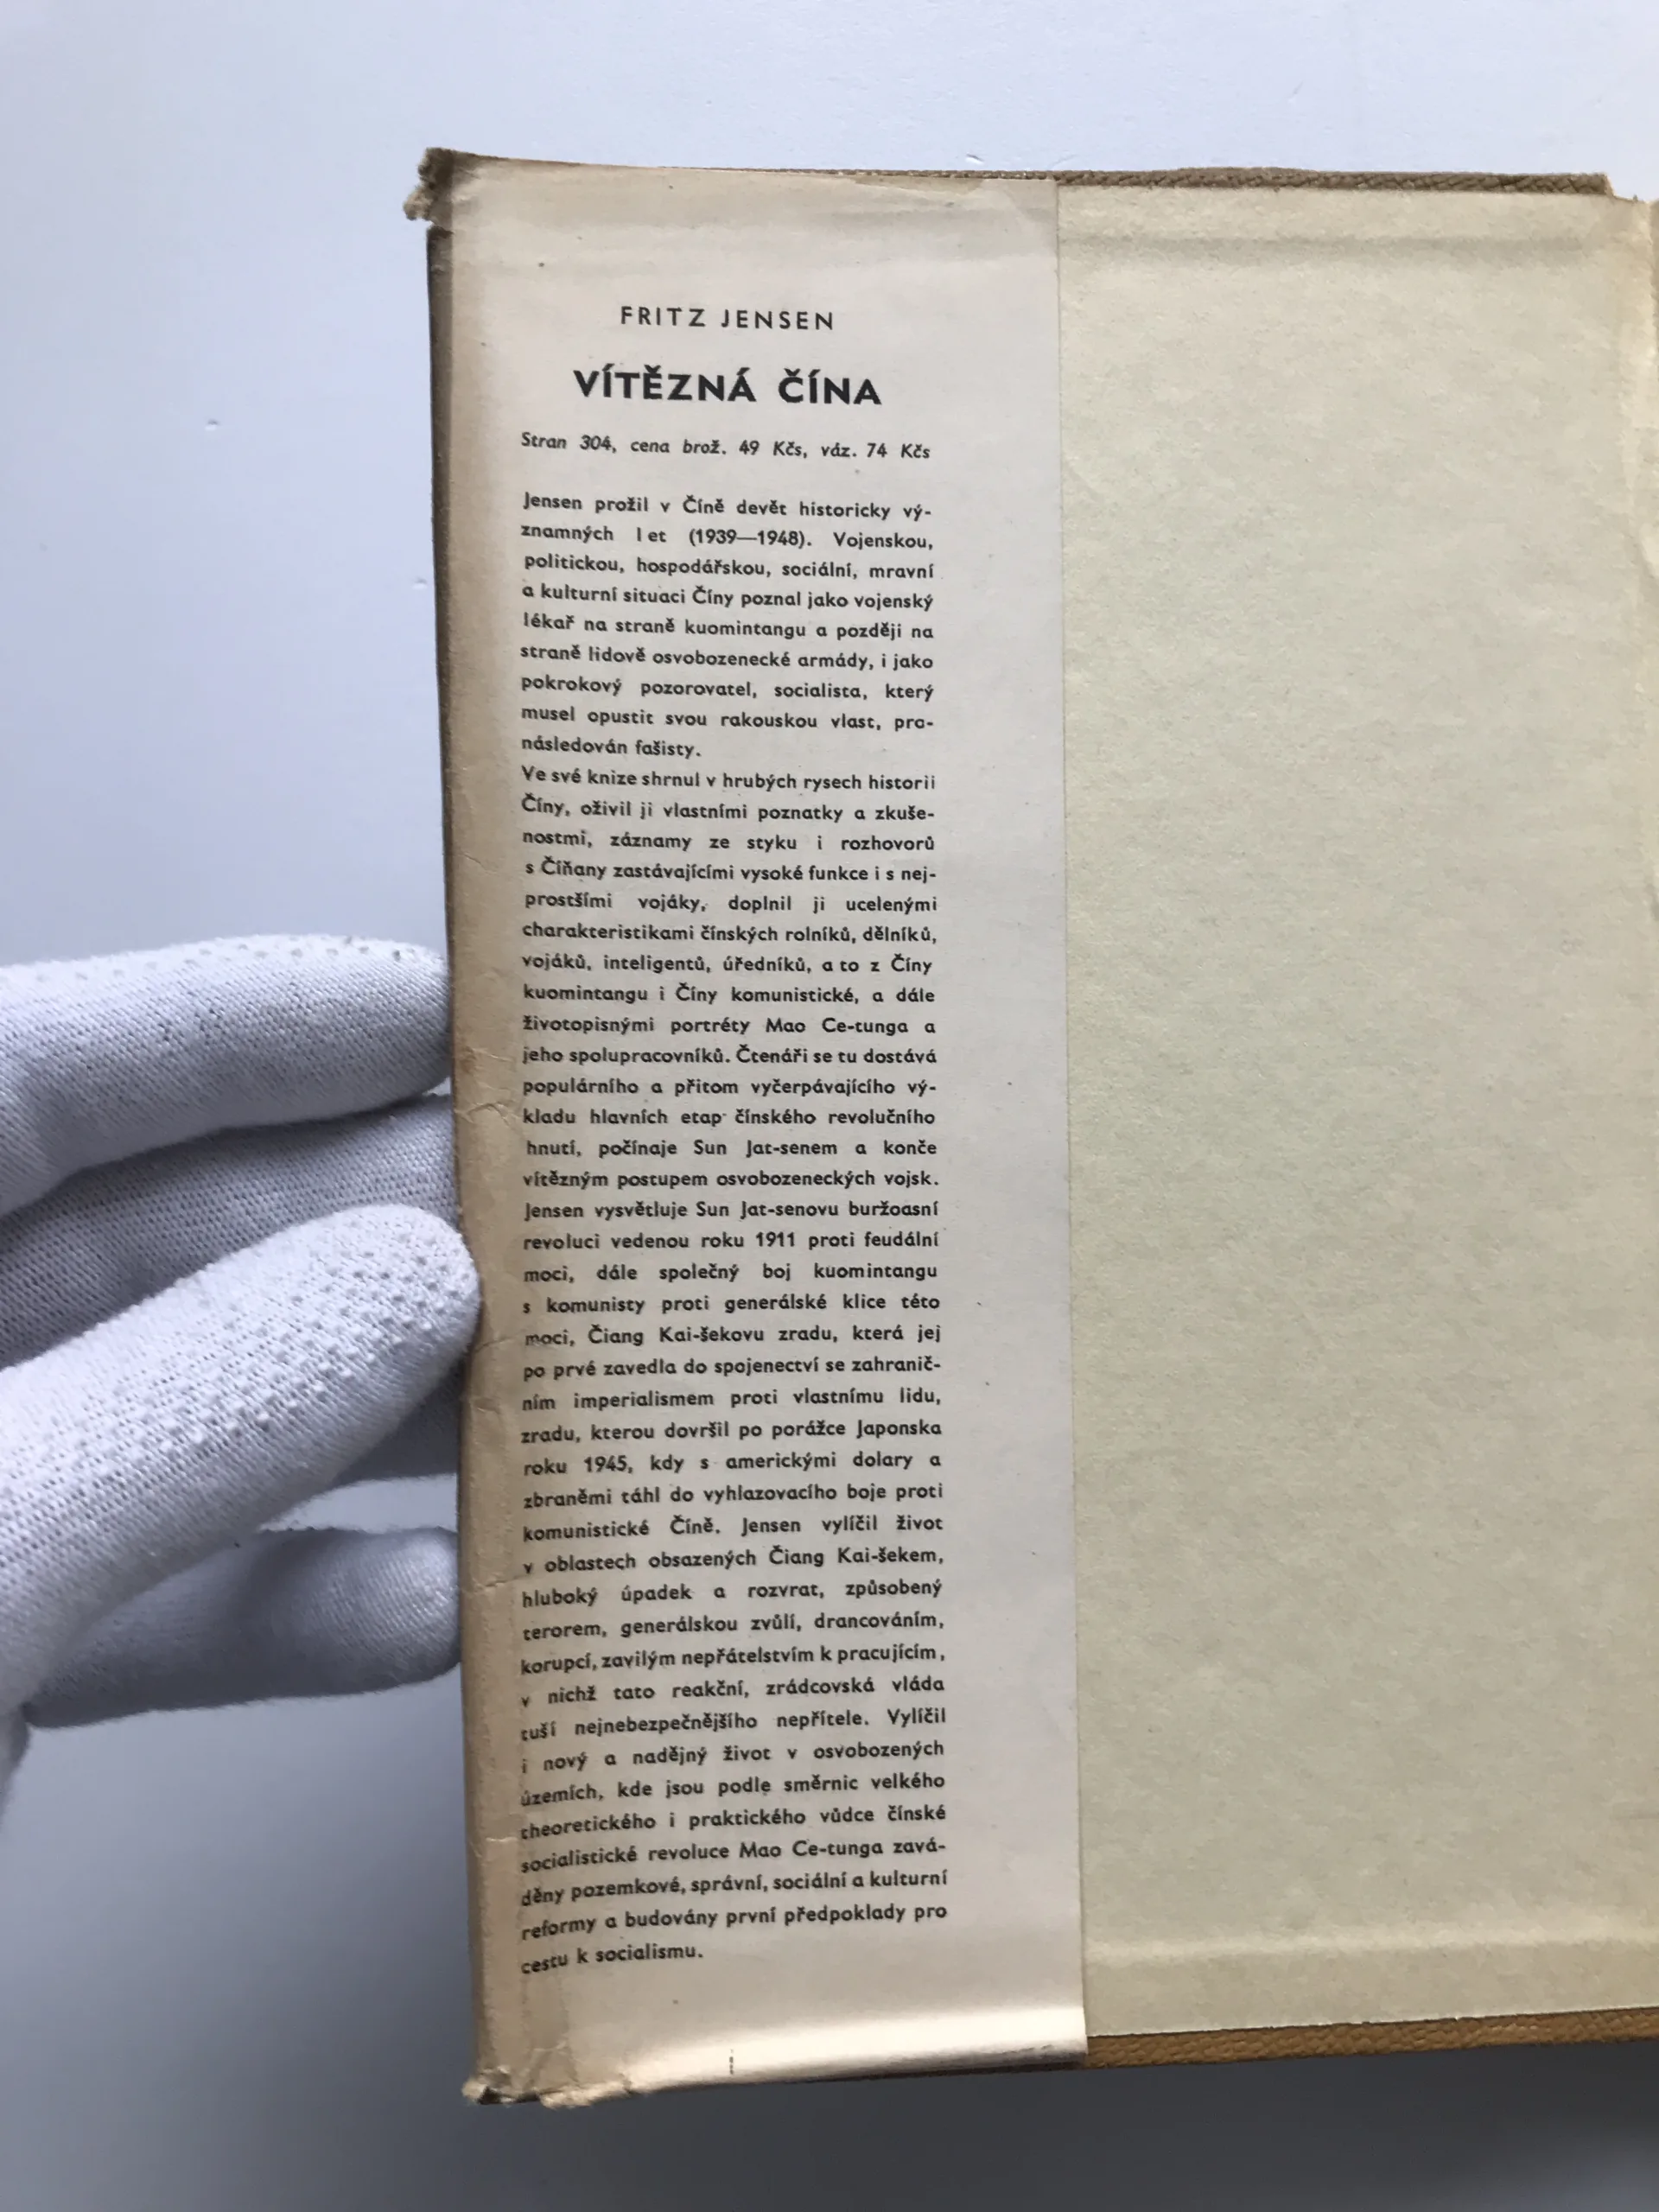 FRITZ JENSEN
VÍTĚZNÁ ČÍNA
Stran 304, cena brož. 49 Kčs, váz. 74 Kčs
Jensen prožil v Číně devět historicky vý-
znamných let (1939—1948). Vojenskou,
politickou, hospodářskou, sociální, mravní
a kulturní situaci Číny poznal jako vojenský
lékař na straně kuomintangu a později na
straně lidově osvobozenecké armády, i jako
pokrokový pozorovatel, socialista, který
musel opustit svou rakouskou vlast, pro-
následován fašisty.
Ve své knize shrnul v hrubých rysech historii
Číny, oživil ji vlastními poznatky a zkuše-
nostmi, záznamy ze styku i rozhovorů
s Číňany zastávajícími vysoké funkce i s nej-
prostšími vojáky, doplnil ji ucelenými
charakteristikami čínských rolníků, dělníků,
vojáků, inteligentů, úředníků, a to z Číny
kuomintangu i Číny komunistické, a dále
životopisnými portréty Mao Ce-tunga a
jeho spolupracovníků. Čtenáři se tu dostává
populárního a přitom vyčerpávajícího vý-
kladu hlavních etap čínského revolučního
hnutí, počínaje Sun Jat-senem a konče
vítězným postupem osvobozeneckých vojsk.
Jensen vysvětluje Sun Jat-senovu buržoasní
revoluci vedenou roku 1911 proti feudální
moci, dále společný boj kuomintangu
s komunisty proti generálské klice této
moci, Čiang Kai-šekovu zradu, která jej
po prvé zavedla do spojenectví se zahranič-
ním imperialismem proti vlastnímu lidu,
zradu, kterou dovršil po porážce Japonska
roku 1945, kdy s americkými dolary a
zbraněmi táhl do vyhlazovacího boje proti
komunistické Číně. Jensen vylíčil život
v oblastech obsazených Čiang Kai-šekem,
hluboký úpadek a rozvrat, způsobený
terorem, generálskou zvůlí, drancováním,
korupcí, zavilým nepřátelstvím k pracujícím,
v nichž tato reakční, zrádcovská vláda
tuší nejnebezpečnějšího nepřítele. Vylíčil
i nový a nadějný život v osvobozených
územích, kde jsou podle směrnic velkého
theoretického i praktického vůdce čínské
socialistické revoluce Mao Ce-tunga zavá-
děny pozemkové, správní, sociální a kulturní
reformy a budovány první předpoklady pro
cestu k socialismu.